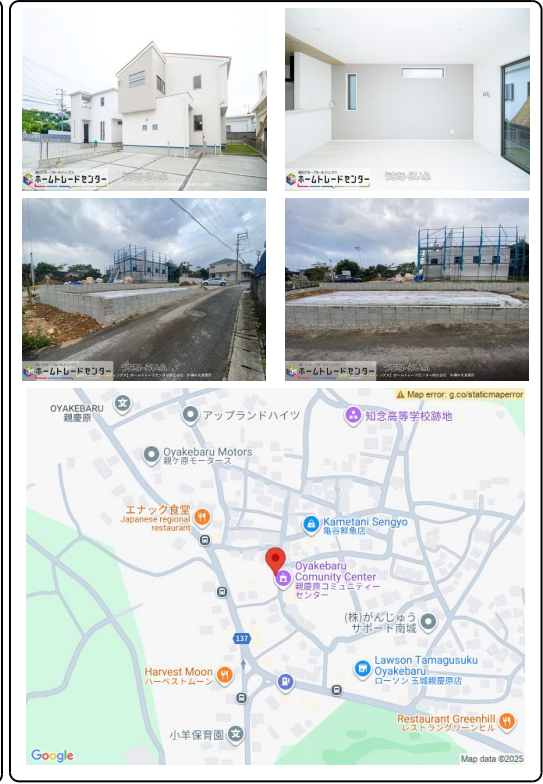 ホームトレードセンター
ホームトレードセンター
ホームトレードセンター
ホームトレードセンター
⚠ Map error: g.co/staticmaperror
OYAKEBARU
親慶原
アップランドハイツ
知念高等学校跡地
Oyakebaru Motors
親ケ原モータース
エナック食堂
Japanese regional
restaurant
Kametani Sengyo
亀谷鮮魚店
Oyakebaru
Comunity Center
親慶原コミュニティー
センター
(株)がんじゅう
サポート南城
137
Harvest Moon
ハーベストムーン
Lawson Tamagusuku
Oyakebaru
ローソン 玉城親慶原店
Restaurant Greenhill
レストラングリーンヒル
小羊保育園
Google
Map data ©2025